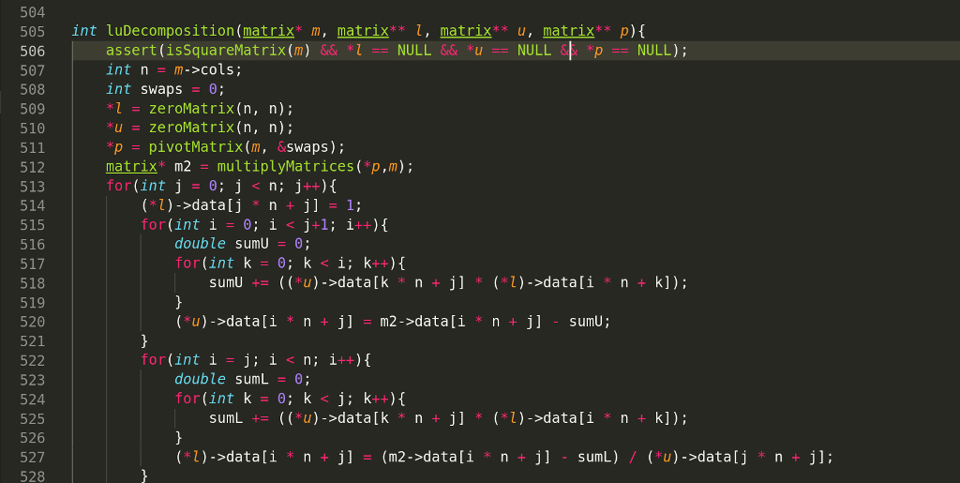 504
505 int luDecomposition(matrix* m, matrix** l, matrix** u, matrix** p){
506     assert(isSquareMatrix(m) && *l == NULL && *u == NULL && *p == NULL);
507     int n = m->cols;
508     int swaps = 0;
509     *l = zeroMatrix(n, n);
510     *u = zeroMatrix(n, n);
511     *p = pivotMatrix(m, &swaps);
512     matrix* m2 = multiplyMatrices(*p,m);
513     for(int j = 0; j < n; j++){
514         (*l)->data[j * n + j] = 1;
515         for(int i = 0; i < j+1; i++){
516             double sumU = 0;
517             for(int k = 0; k < i; k++){
518                 sumU += ((*u)->data[k * n + j] * (*l)->data[i * n + k]);
519             }
520             (*u)->data[i * n + j] = m2->data[i * n + j] - sumU;
521         }
522         for(int i = j; i < n; i++){
523             double sumL = 0;
524             for(int k = 0; k < j; k++){
525                 sumL += ((*u)->data[k * n + j] * (*l)->data[i * n + k]);
526             }
527             (*l)->data[i * n + j] = (m2->data[i * n + j] - sumL) / (*u)->data[j * n + j];
528         }